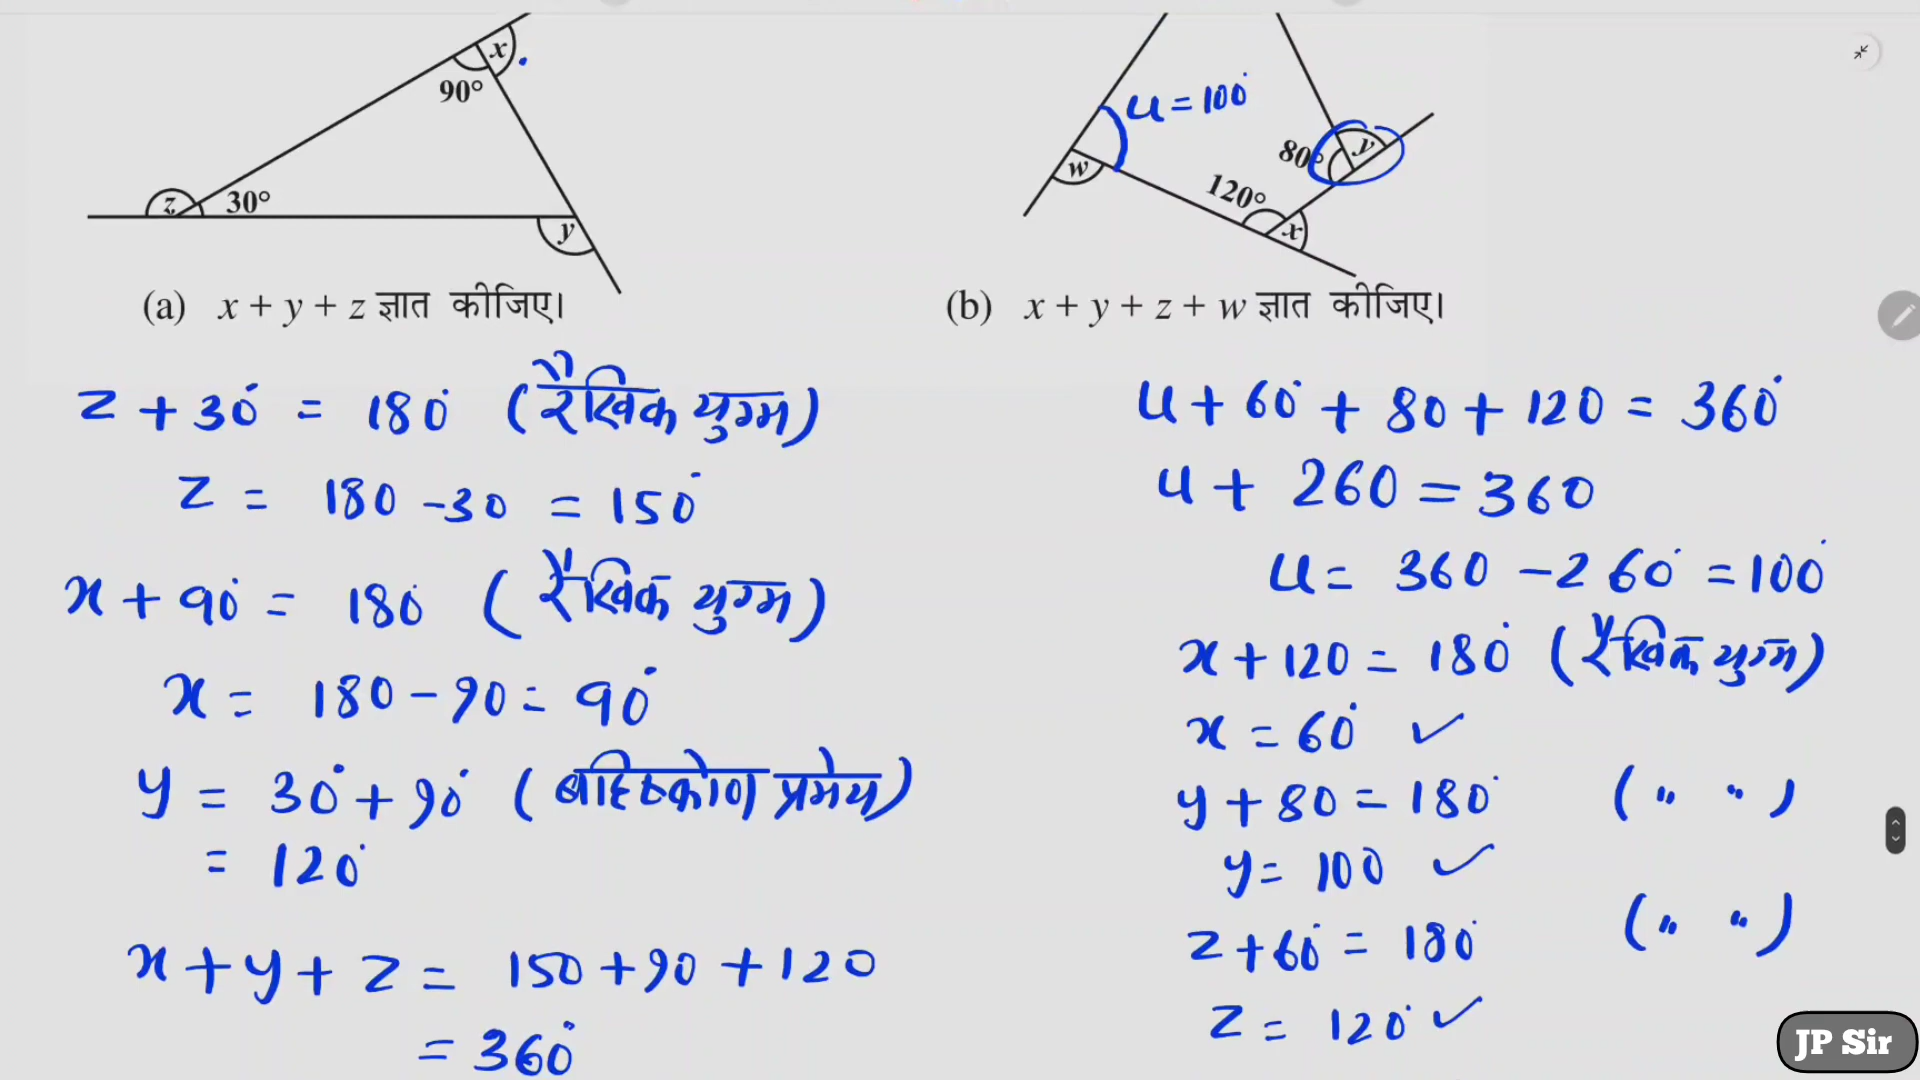 x
90°
z
30°
y
(a) x + y + z ज्ञात कीजिए।
z + 30° = 180° (रैखिक युग्म)
z = 180 - 30 = 150°
x + 90° = 180° (रैखिक युग्म)
x = 180 - 90 = 90°
y = 30° + 90° (बहिष्कोण प्रमेय)
= 120°
x + y + z = 150 + 90 + 120
= 360°
u = 100°
80°
y
w
120°
x
(b) x + y + z + w ज्ञात कीजिए।
u + 60° + 80 + 120 = 360°
u + 260 = 360
u = 360 - 260° = 100°
x + 120 = 180° (रैखिक युग्म)
x = 60° ✓
y + 80 = 180° (" ")
y = 100 ✓
z + 60° = 180° (" ")
z = 120° ✓
JP Sir